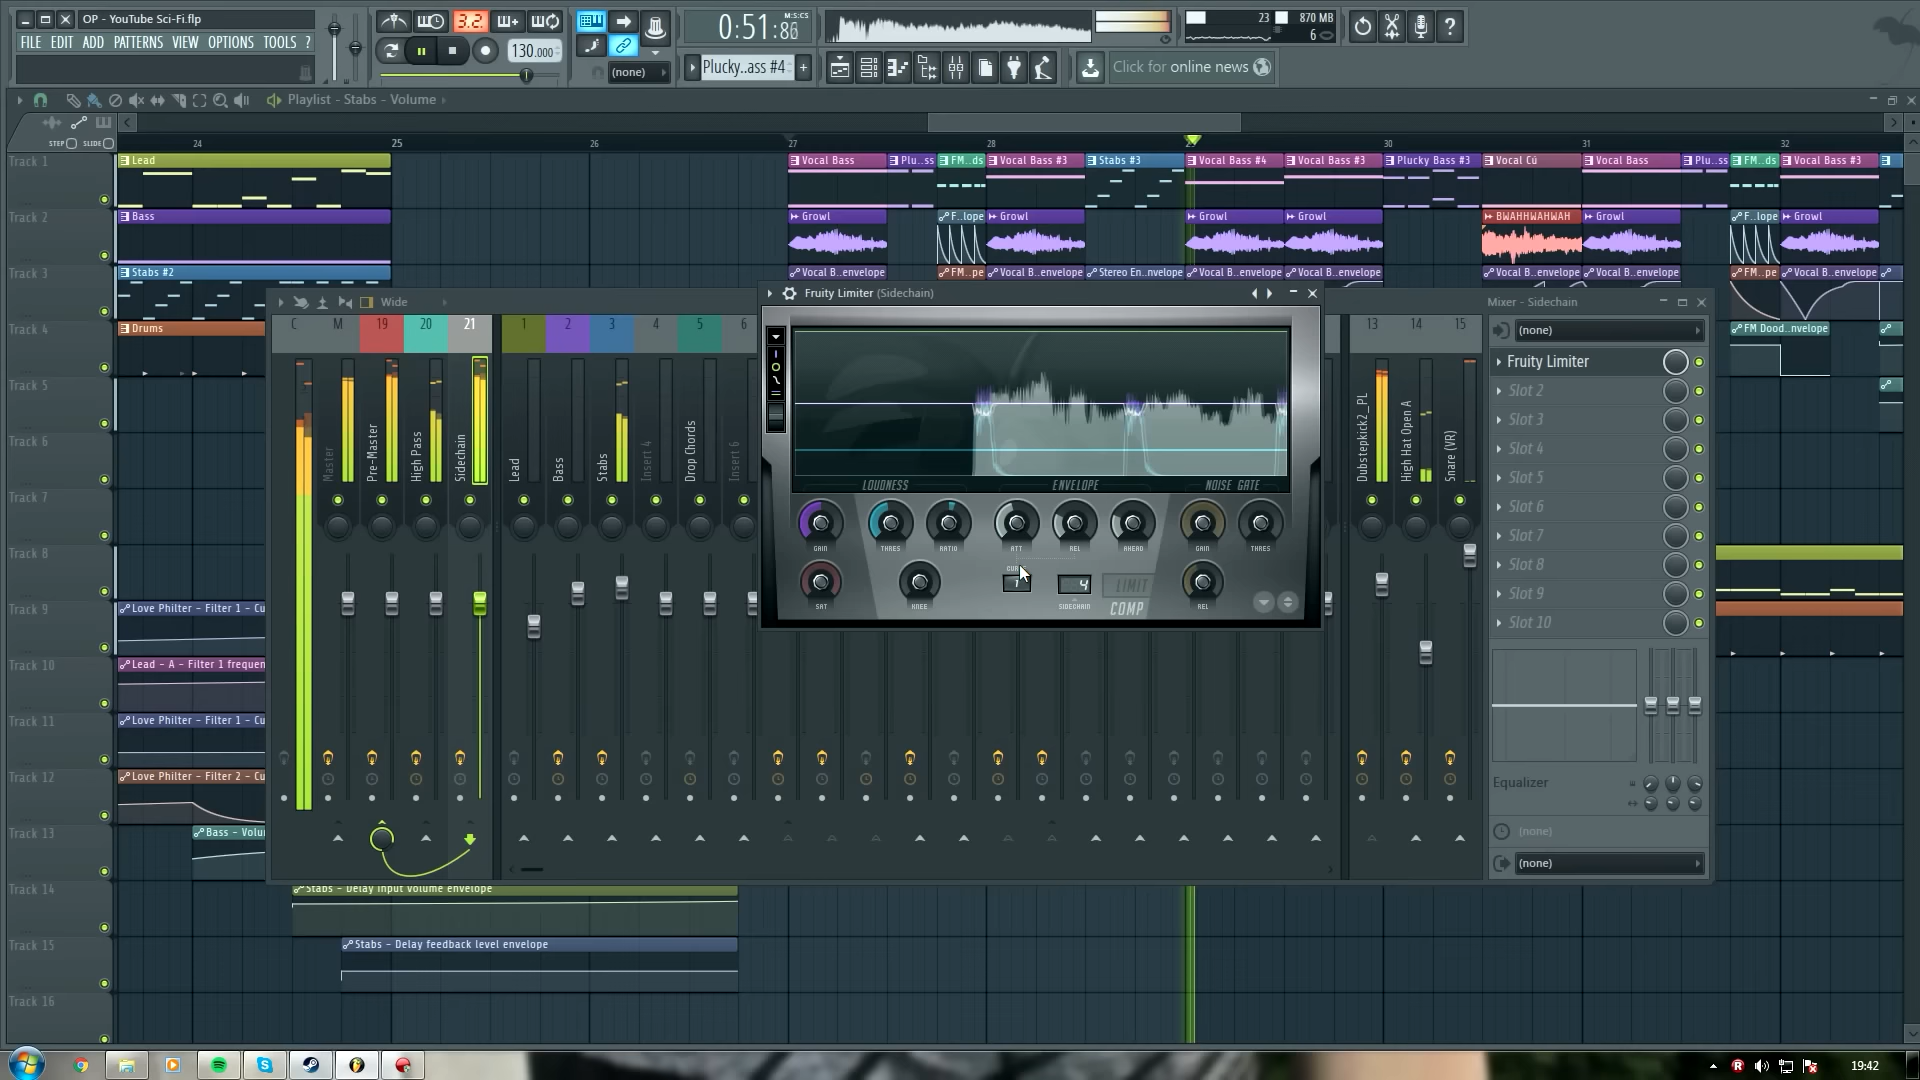 OP - YouTube Sci-Fi.flp
FILE EDIT ADD PATTERNS VIEW OPTIONS TOOLS ?
3.2
130.000
(none)
0:51:86
M:S:CS
Plucky..ass #4
23
870 MB
6
Click for online news
Playlist - Stabs - Volume
STEP
SLIDE
24
25
26
27
28
30
31
32
Track 1
Lead
Vocal Bass
Plu..ss
FM..ds
Vocal Bass #3
Stabs #3
Vocal Bass #4
Vocal Bass #3
Plucky Bass #3
Vocal Cú
Vocal Bass
Plu..ss
FM..ds
Vocal Bass #3
Track 2
Bass
Growl
F..lope
Growl
Growl
Growl
BWAHHWAHWAH
Growl
F..lope
Growl
Track 3
Stabs #2
Vocal B..envelope
FM..pe
Vocal B..envelope
Stereo En..nvelope
Vocal B..envelope
Vocal B..envelope
Vocal B..envelope
Vocal B..envelope
FM..pe
Vocal B..envelope
Track 4
Drums
FM Dood..nvelope
Track 5
Track 6
Track 7
Track 8
Track 9
Love Philter - Filter 1 - Cu
Track 10
Lead - A - Filter 1 frequen
Track 11
Love Philter - Filter 1 - Cu
Track 12
Love Philter - Filter 2 - Cu
Track 13
Bass - Volu
Track 14
Stabs - Delay input volume envelope
Track 15
Stabs - Delay feedback level envelope
Track 16
Wide
C
M
19
20
21
1
2
3
4
5
6
13
14
15
Master
Pre-Master
High Pass
Sidechain
Lead
Bass
Stabs
Insert 4
Drop Chords
Insert 6
Dubstepkick2_PL
High Hat Open A
Snare (VR)
Fruity Limiter (Sidechain)
LOUDNESS
ENVELOPE
NOISE GATE
GAIN
THRES
RATIO
ATT
REL
AHEAD
GAIN
THRES
SAT
KNEE
1
4
SIDECHAIN
LIMIT
COMP
REL
Mixer - Sidechain
(none)
Fruity Limiter
Slot 2
Slot 3
Slot 4
Slot 5
Slot 6
Slot 7
Slot 8
Slot 9
Slot 10
Equalizer
(none)
(none)
19:42